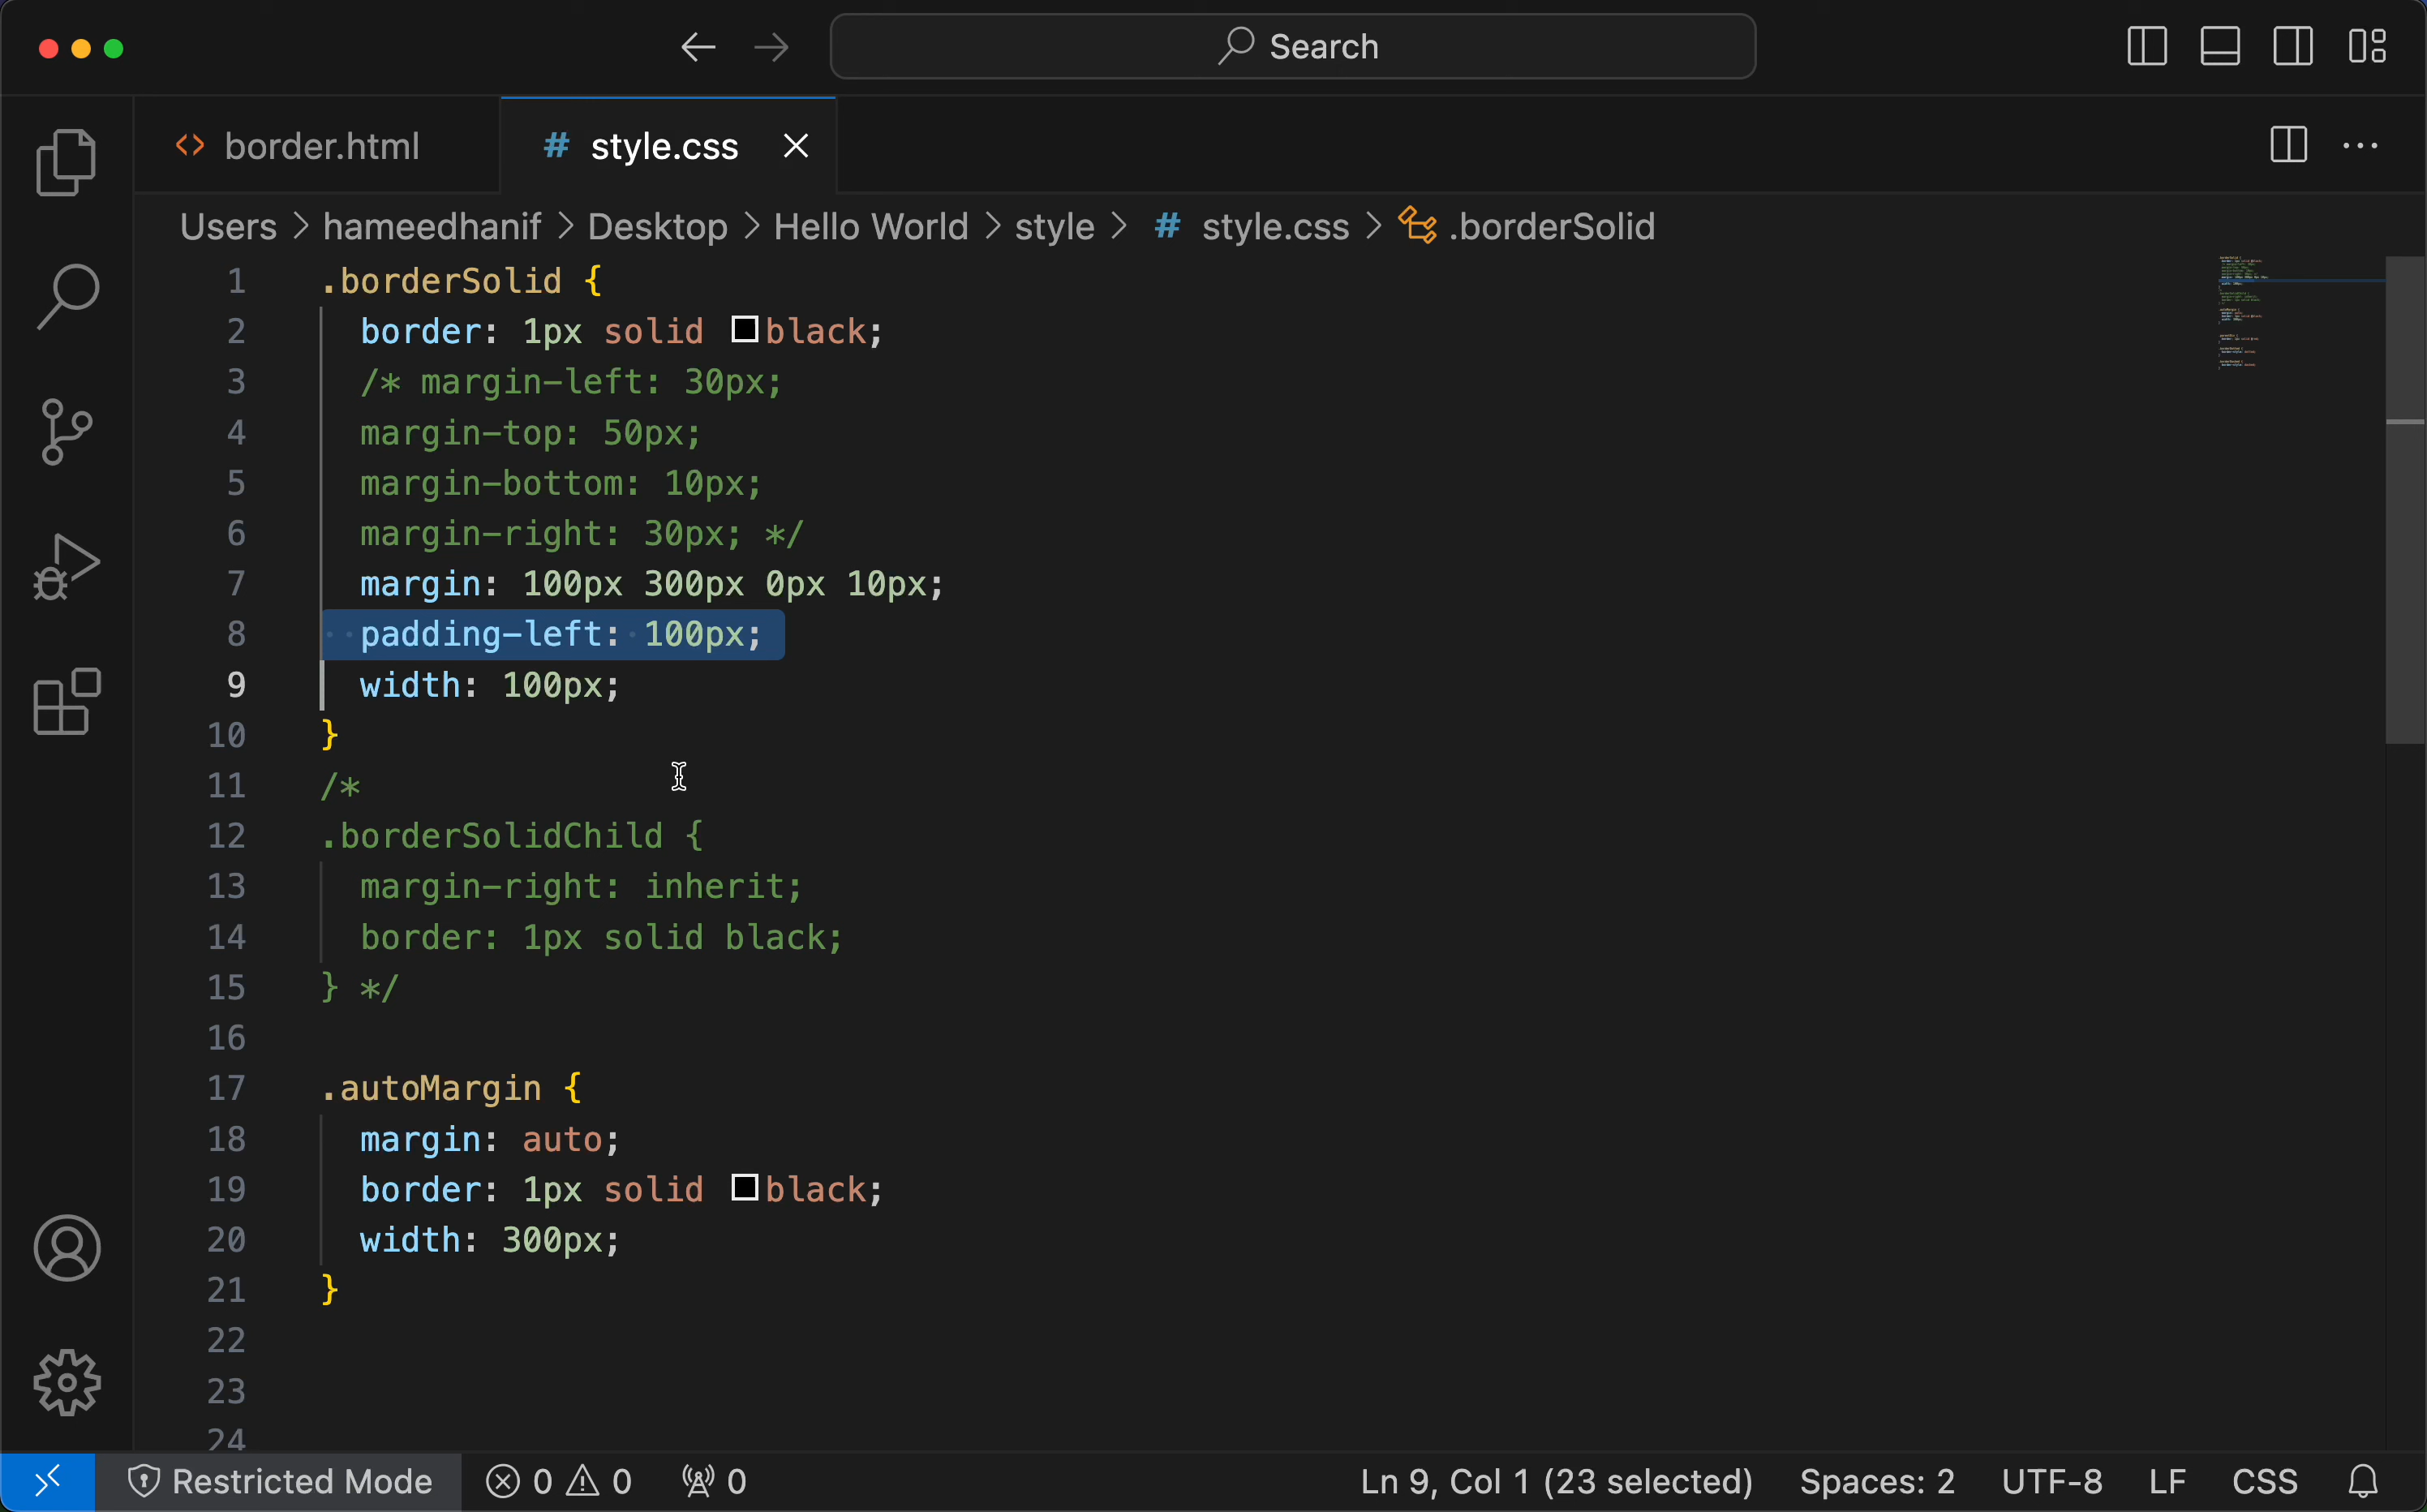 Search
border.html
style.css
Users > hameedhanif > Desktop > Hello World > style > # style.css > .borderSolid
1 .borderSolid {
2 border: 1px solid black;
3 /* margin-left: 30px;
4 margin-top: 50px;
5 margin-bottom: 10px;
6 margin-right: 30px; */
7 margin: 100px 300px 0px 10px;
8 padding-left: 100px;
9 width: 100px;
10 }
11 /*
12 .borderSolidChild {
13 margin-right: inherit;
14 border: 1px solid black;
15 } */
16
17 .autoMargin {
18 margin: auto;
19 border: 1px solid black;
20 width: 300px;
21 }
22
23
24
Restricted Mode 0 0 0 Ln 9, Col 1 (23 selected) Spaces: 2 UTF-8 LF CSS